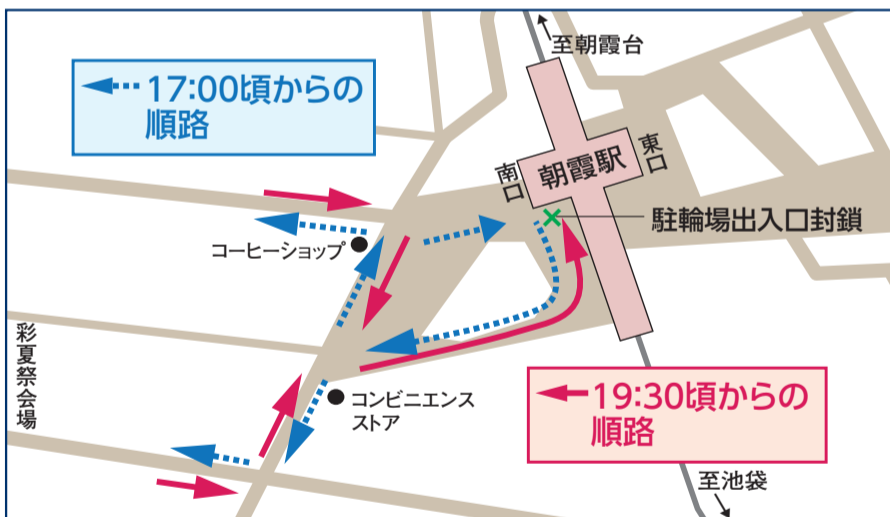 至朝霞台
17:00頃からの
順路
南口
朝霞駅
東口
駐輪場出入口封鎖
コーヒーショップ
彩夏祭会場
コンビニエンス
ストア
19:30頃からの
順路
至池袋